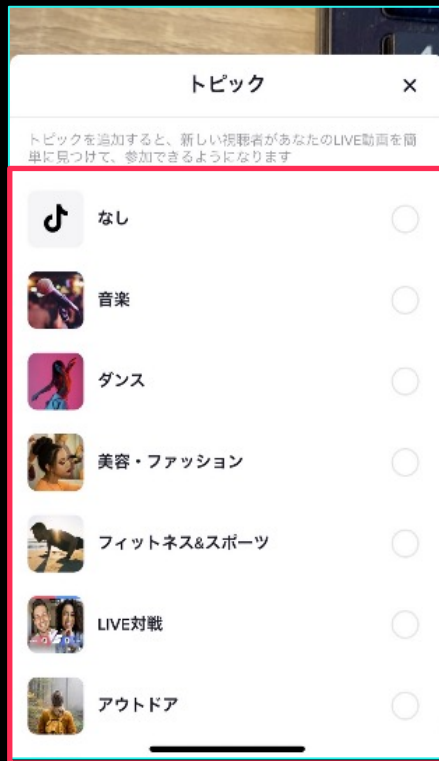 トピック
トピックを追加すると、新しい視聴者があなたのLIVE動画を簡
単に見つけて、参加できるようになります
なし
音楽
ダンス
美容・ファッション
フィットネス&スポーツ
LIVE対戦
アウトドア